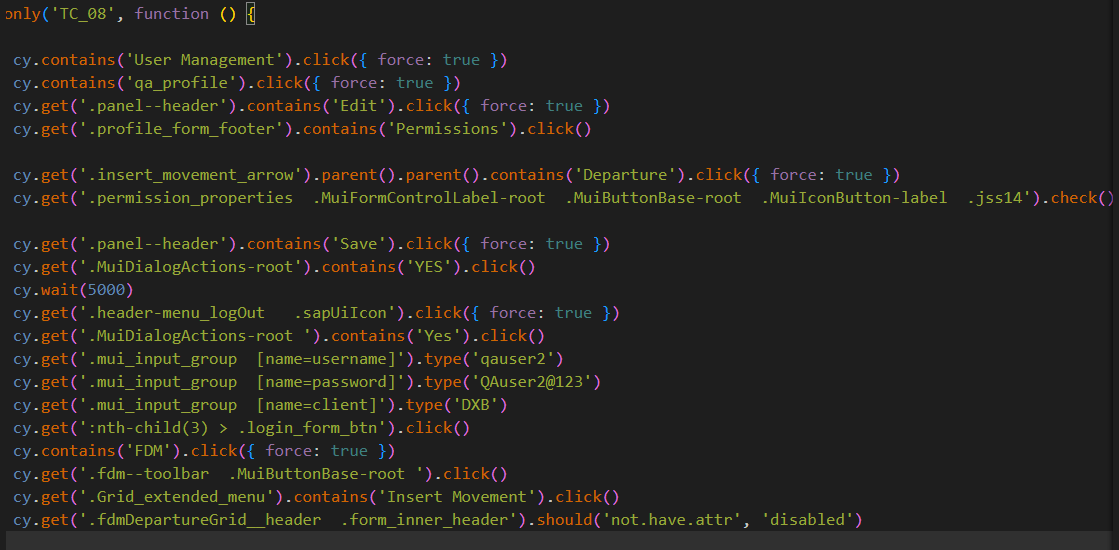 only('TC_08', function () {
cy.contains('User Management').click({ force: true })
cy.contains('qa_profile').click({ force: true })
cy.get('.panel--header').contains('Edit').click({ force: true })
cy.get('.profile_form_footer').contains('Permissions').click()
cy.get('.insert_movement_arrow').parent().parent().contains('Departure').click({ force: true })
cy.get('.permission_properties  .MuiFormControlLabel-root  .MuiButtonBase-root  .MuiIconButton-label  .jss14').check()
cy.get('.panel--header').contains('Save').click({ force: true })
cy.get('.MuiDialogActions-root').contains('YES').click()
cy.wait(5000)
cy.get('.header-menu_logOut   .sapUiIcon').click({ force: true })
cy.get('.MuiDialogActions-root ').contains('Yes').click()
cy.get('.mui_input_group  [name=username]').type('qauser2')
cy.get('.mui_input_group  [name=password]').type('QAuser2@123')
cy.get('.mui_input_group  [name=client]').type('DXB')
cy.get(':nth-child(3) > .login_form_btn').click()
cy.contains('FDM').click({ force: true })
cy.get('.fdm--toolbar  .MuiButtonBase-root ').click()
cy.get('.Grid_extended_menu').contains('Insert Movement').click()
cy.get('.fdmDepartureGrid__header  .form_inner_header').should('not.have.attr', 'disabled')